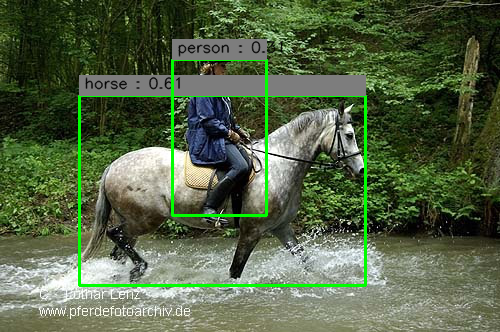 person : 0.
horse : 0.61
© Lothar Lenz
www.pferdefotoarchiv.de